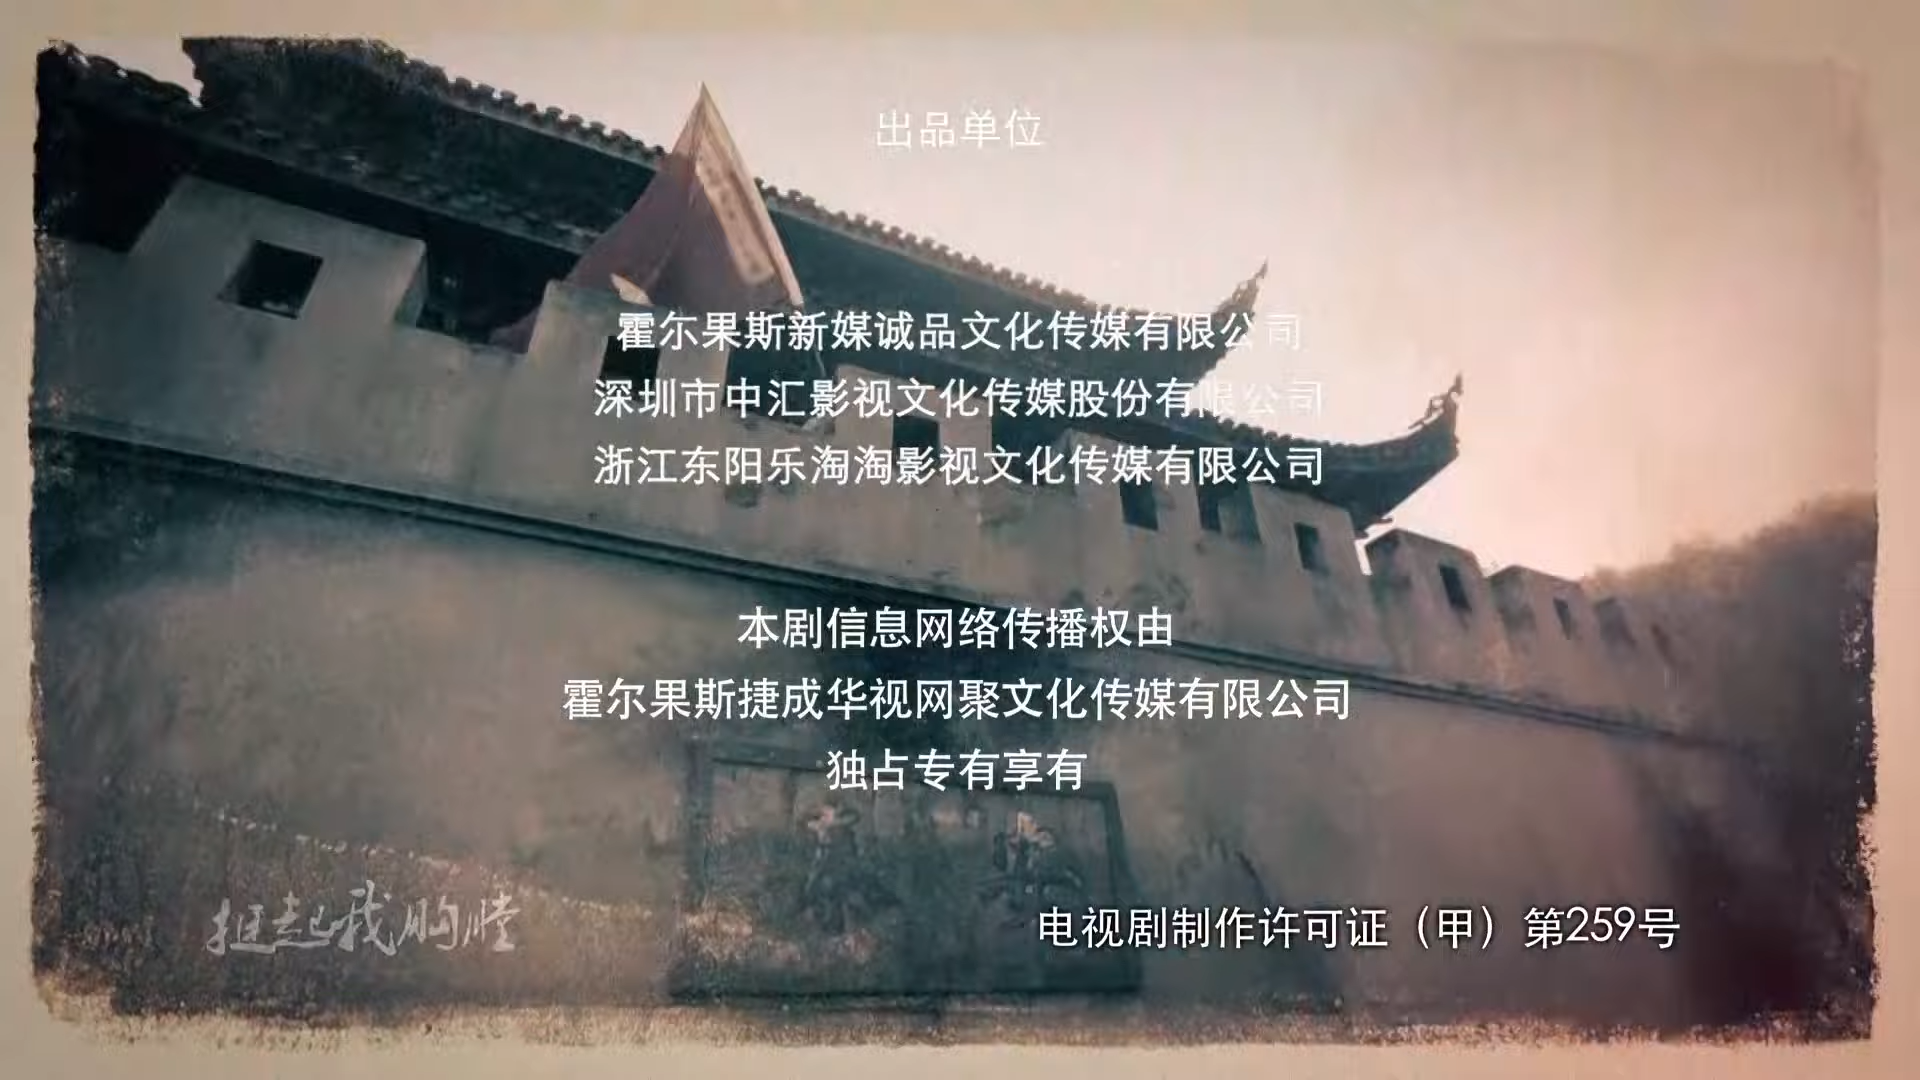 出品单位
霍尔果斯新媒诚品文化传媒有限公司
深圳市中汇影视文化传媒股份有限公司
浙江东阳乐淘淘影视文化传媒有限公司
本剧信息网络传播权由
霍尔果斯捷成华视网聚文化传媒有限公司
独占专有享有
挺起我胸膛
电视剧制作许可证（甲）第259号